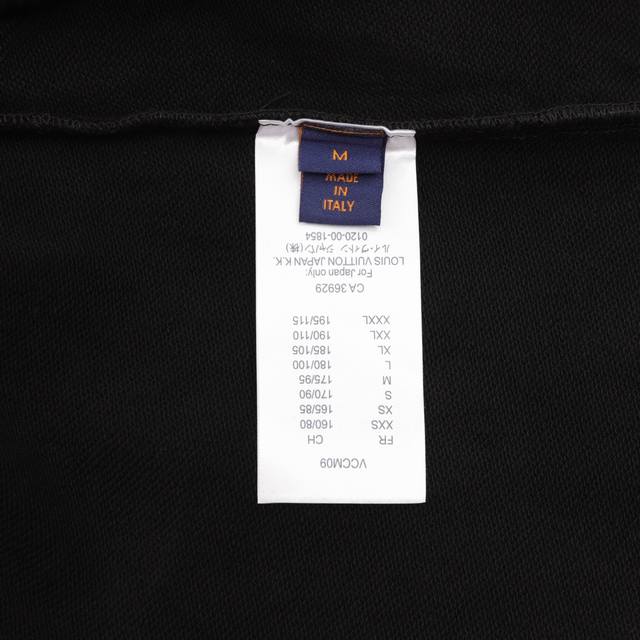 M
MADE
IN
ITALY
VCCM09
FR CH
XXS 160/80
XS 165/85
S 170/90
M 175/95
L 180/100
XL 185/105
XXL 190/110
XXXL 195/115
CA 36929
For Japan only:
LOUIS VUITTON JAPAN K.K.
ルイ・ヴィトン ジャパン(株)
0120-00-1854